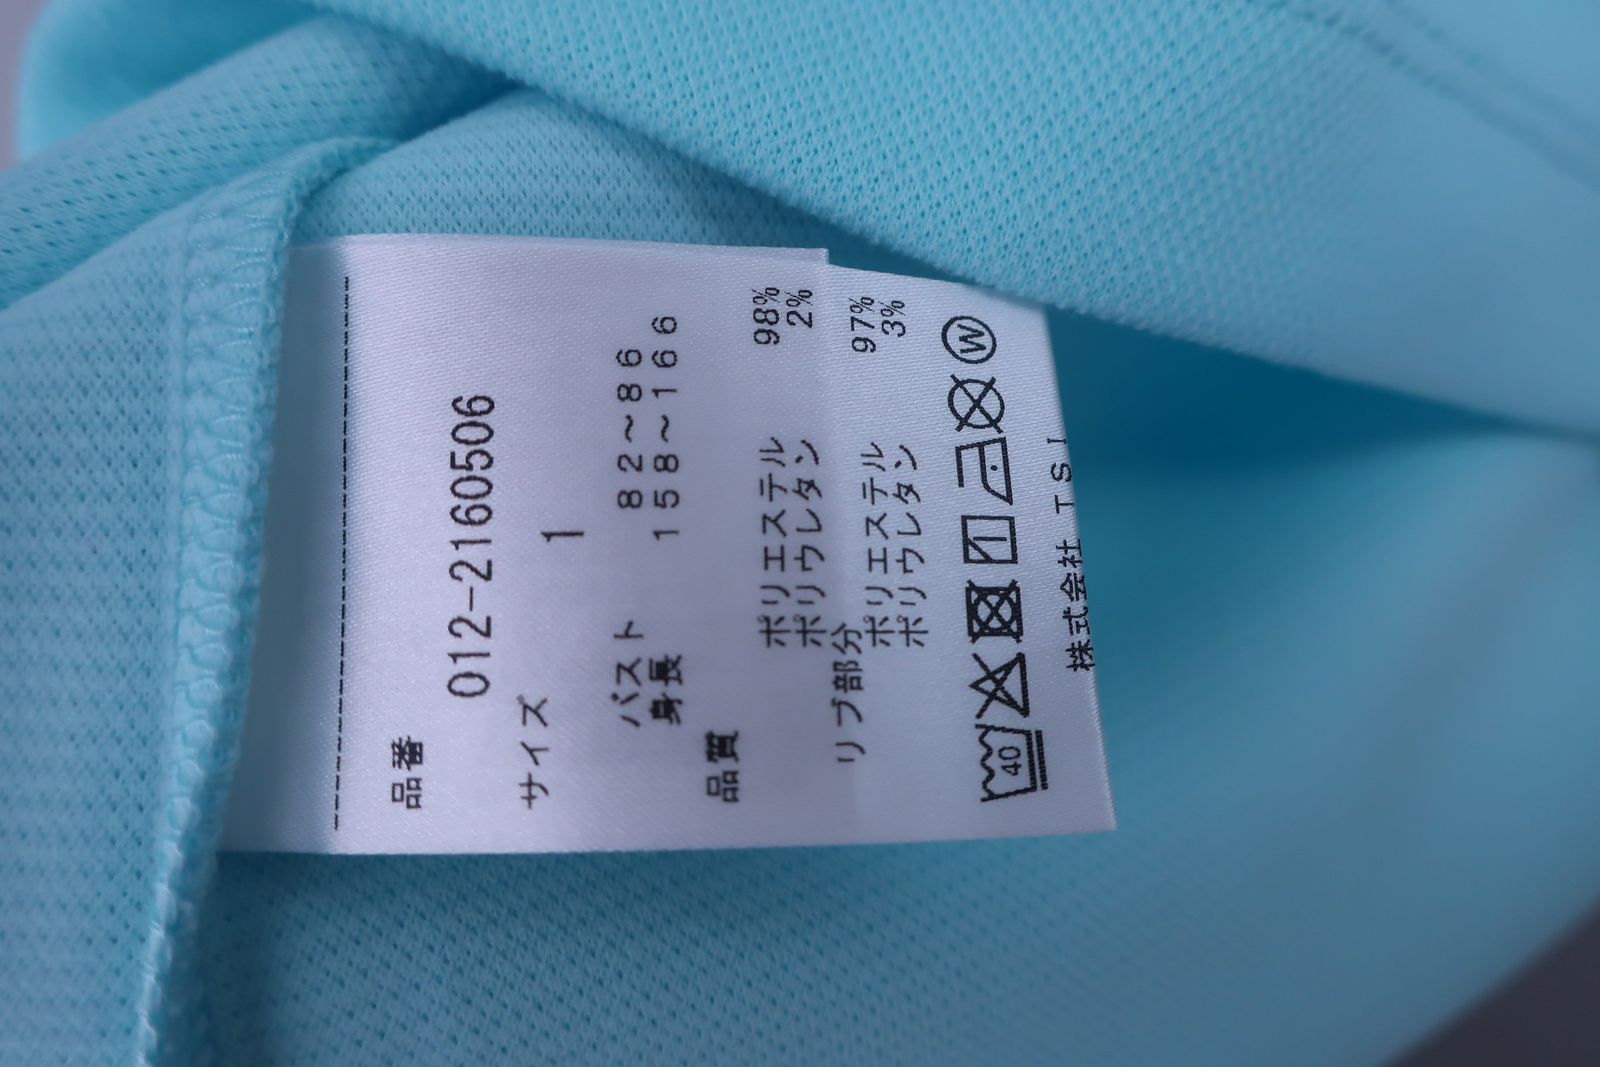 品番
012-2160506
サイズ
1
バスト 82～86
身長 158～166
品質
ポリエステル 98%
ポリウレタン 2%
リブ部分
ポリエステル 97%
ポリウレタン 3%
40
W
株式会社 TSI